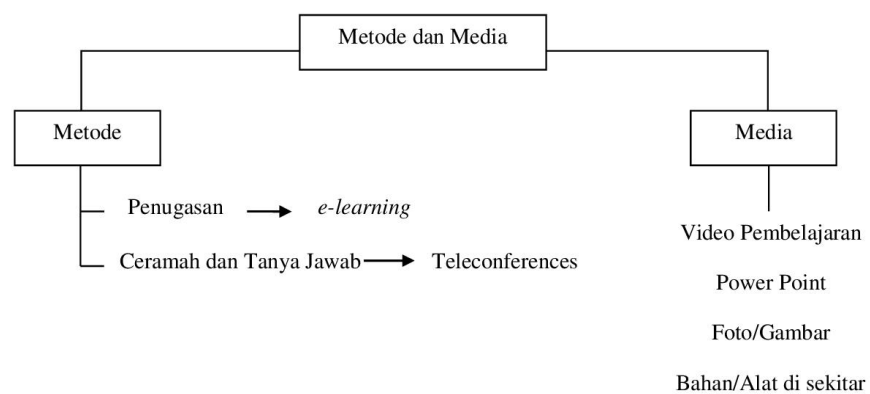 Metode dan Media
Metode
Media
Penugasan
e-learning
Ceramah dan Tanya Jawab
Teleconferences
Video Pembelajaran
Power Point
Foto/Gambar
Bahan/Alat di sekitar